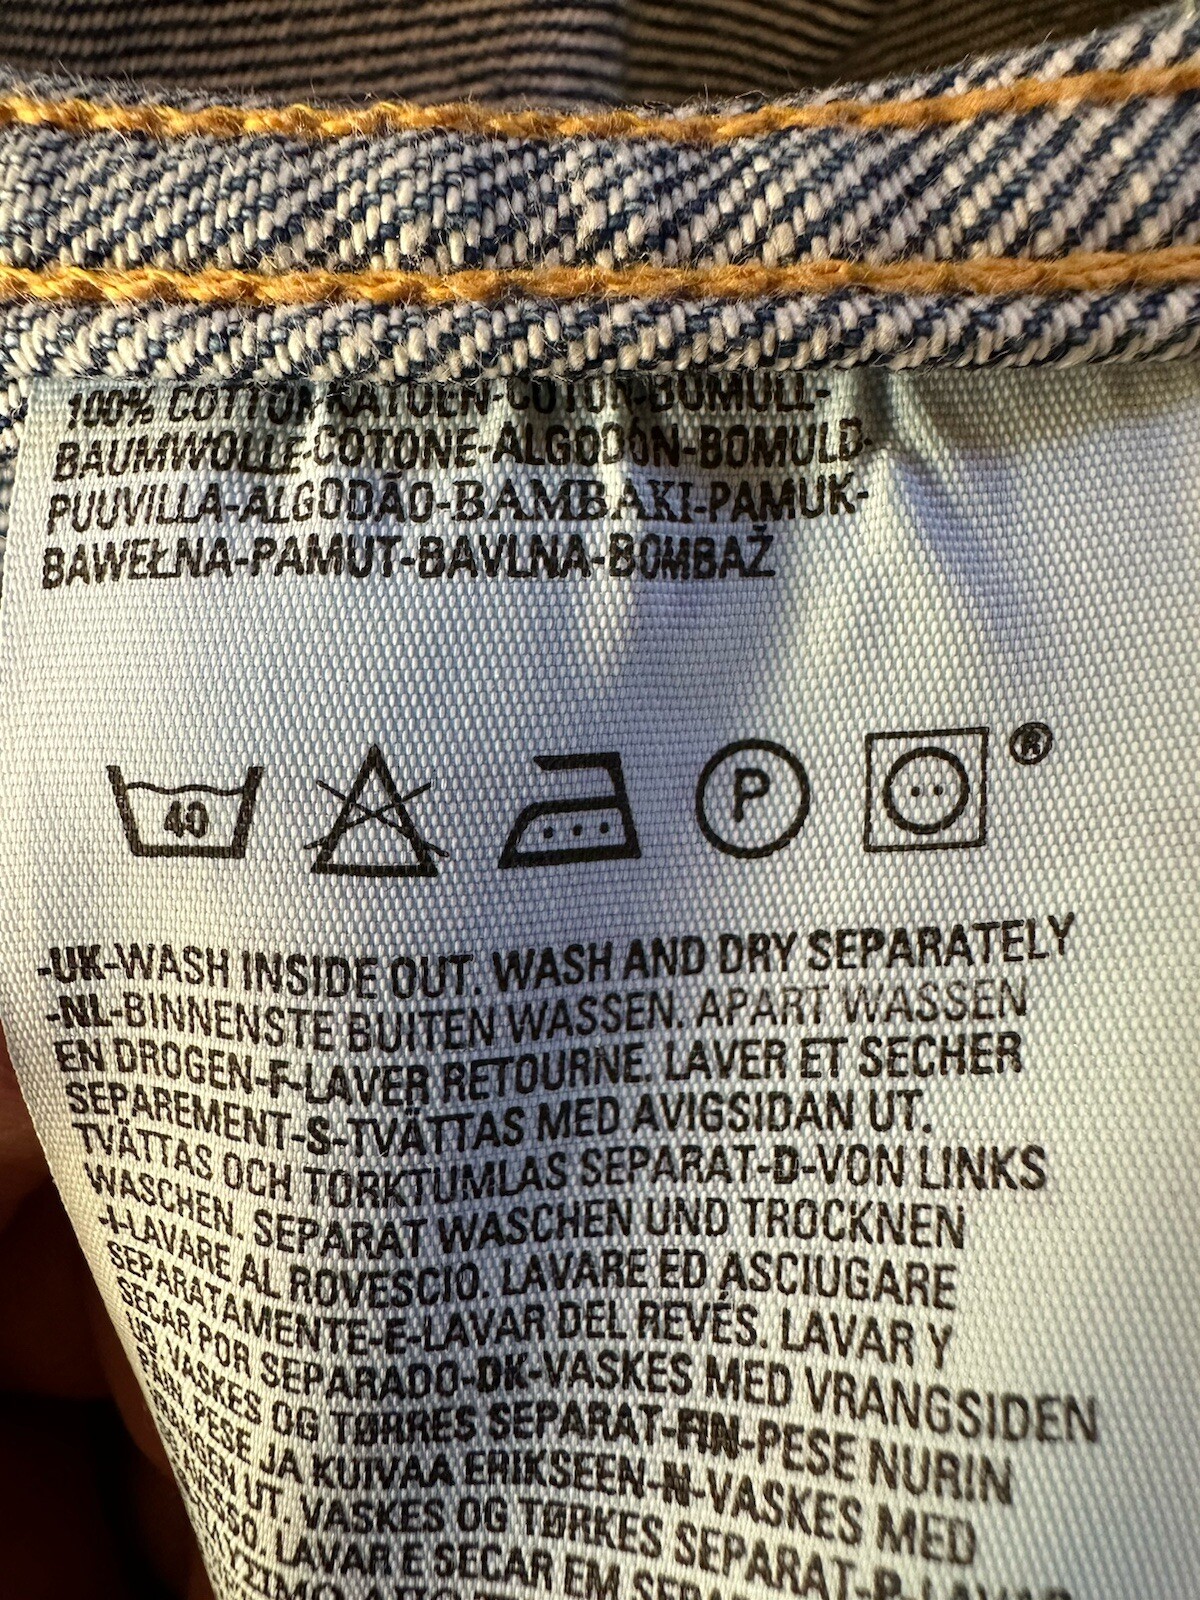 100% COTTON-KATOEN-COTON-BOMULL-
BAUMWOLLE-COTONE-ALGODÓN-BOMULD-
PUUVILLA-ALGODÃO-BAMBAKI-PAMUK-
BAWEŁNA-PAMUT-BAVLNA-BOMBAŽ
40 P ®
-UK-WASH INSIDE OUT. WASH AND DRY SEPARATELY
-NL-BINNENSTE BUITEN WASSEN. APART WASSEN
EN DROGEN-F-LAVER RETOURNE. LAVER ET SECHER
SEPAREMENT-S-TVÄTTAS MED AVIGSIDAN UT.
TVÄTTAS OCH TORKTUMLAS SEPARAT-D-VON LINKS
WASCHEN. SEPARAT WASCHEN UND TROCKNEN
-I-LAVARE AL ROVESCIO. LAVARE ED ASCIUGARE
SEPARATAMENTE-E-LAVAR DEL REVÉS. LAVAR Y
SECAR POR SEPARADO-DK-VASKES MED VRANGSIDEN
UD. VASKES OG TØRRES SEPARAT-FIN-PESE NURIN
PÄIN. PESE JA KUIVAA ERIKSEEN-N-VASKES MED
VRANGEN UT. VASKES OG TØRKES SEPARAT-P-LAVAR
LAVAR E SECAR EM